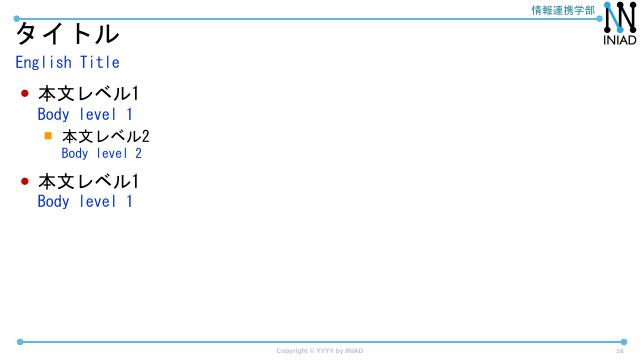 情報連携学部
INIAD
タイトル
English Title
本文レベル1
Body level 1
本文レベル2
Body level 2
本文レベル1
Body level 1
Copyright © YYYY by INIAD
16